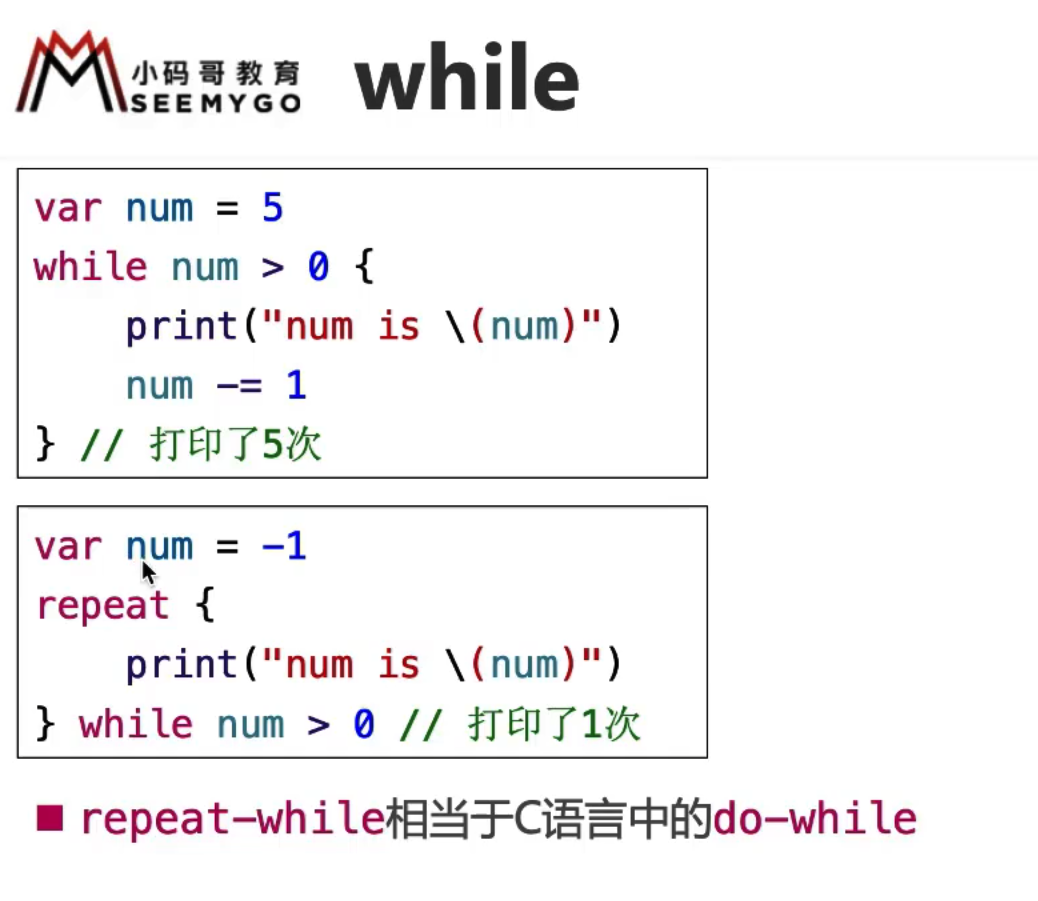 小码哥教育
SEEMYGO
while
var num = 5
while num > 0 {
    print("num is \(num)")
    num -= 1
} // 打印了5次
var num = -1
repeat {
    print("num is \(num)")
} while num > 0 // 打印了1次
repeat-while相当于C语言中的do-while